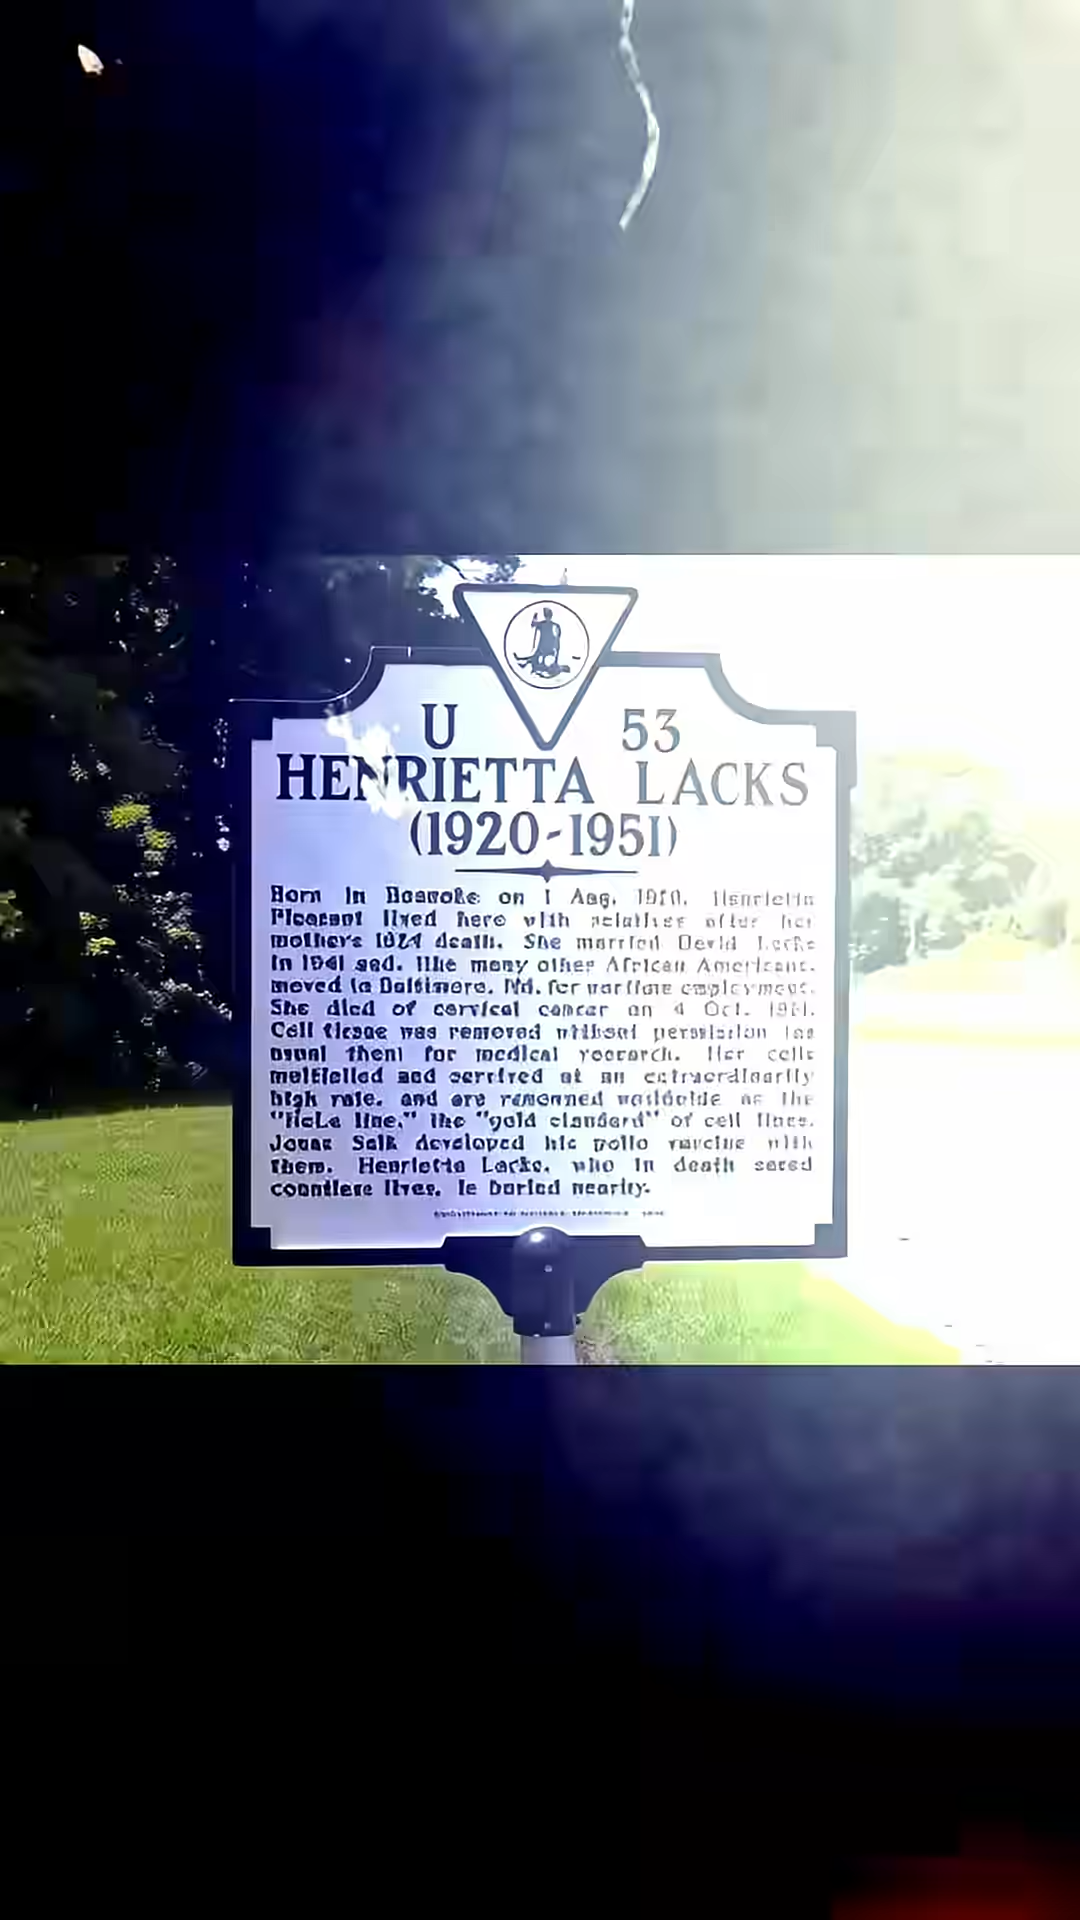 U 53
HENRIETTA LACKS
(1920-1951)
Born in Roanoke on 1 Aug. 1920, Henrietta
Pleasant lived here with relatives after her
mother's 1924 death. She married David Lacks
in 1941 and, like many other African Americans,
moved to Baltimore, Md. for wartime employment.
She died of cervical cancer on 4 Oct. 1951.
Cell tissue was removed without permission (as
usual then) for medical research. Her cells
multiplied and survived at an extraordinarily
high rate, and are renowned worldwide as the
"HeLa line," the "gold standard" of cell lines.
Jonas Salk developed his polio vaccine with
them. Henrietta Lacks, who in death saved
countless lives, is buried nearby.